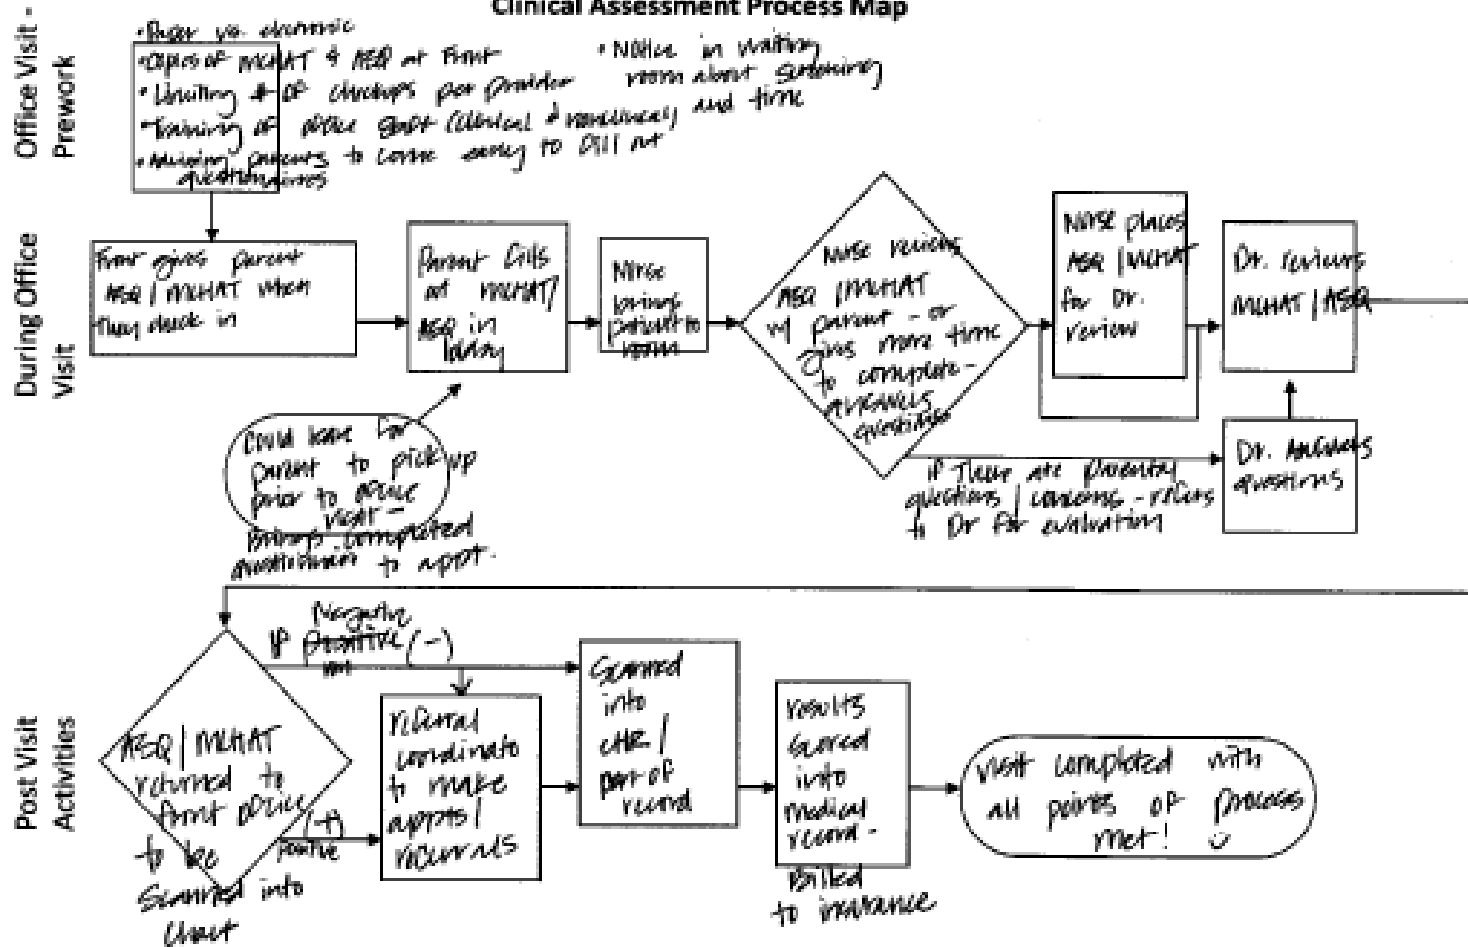 Clinical Assessment Process Map
Office Visit -
Prework
• Paper vs. electronic
• Copies of MCHAT & ASQ at Front
• Limiting # of checkups per provider
• Training of office staff (clinical & nonclinical)
• Advising parents to come early to fill out
questionnaires
• Notice in waiting
room about screening
and time
During Office
Visit
Front gives parent
ASQ / MCHAT when
they check in
Parent fills
out MCHAT/
ASQ in
lobby
Nurse
brings
patient to
room
Nurse reviews
ASQ / MCHAT
w/ parent - or
gives more time
to complete -
answers
questions
Nurse places
ASQ / MCHAT
for Dr.
review
Dr. reviews
MCHAT / ASQ
Could leave for
parent to pick up
prior to office
visit -
Brings completed
to appt.
if there are parental
questions / concerns - refers
to Dr for evaluation
Dr. answers
questions
Post Visit
Activities
ASQ / MCHAT
returned to
front office
to be
scanned into
chart
Negative
if positive (-)
(+)
positive
referral
coordinato
to make
appts /
referrals
Scanned
into
EHR /
part of
record
results
scored
into
medical
record -
Billed
to insurance
visit completed with
all points of process
met! ☺